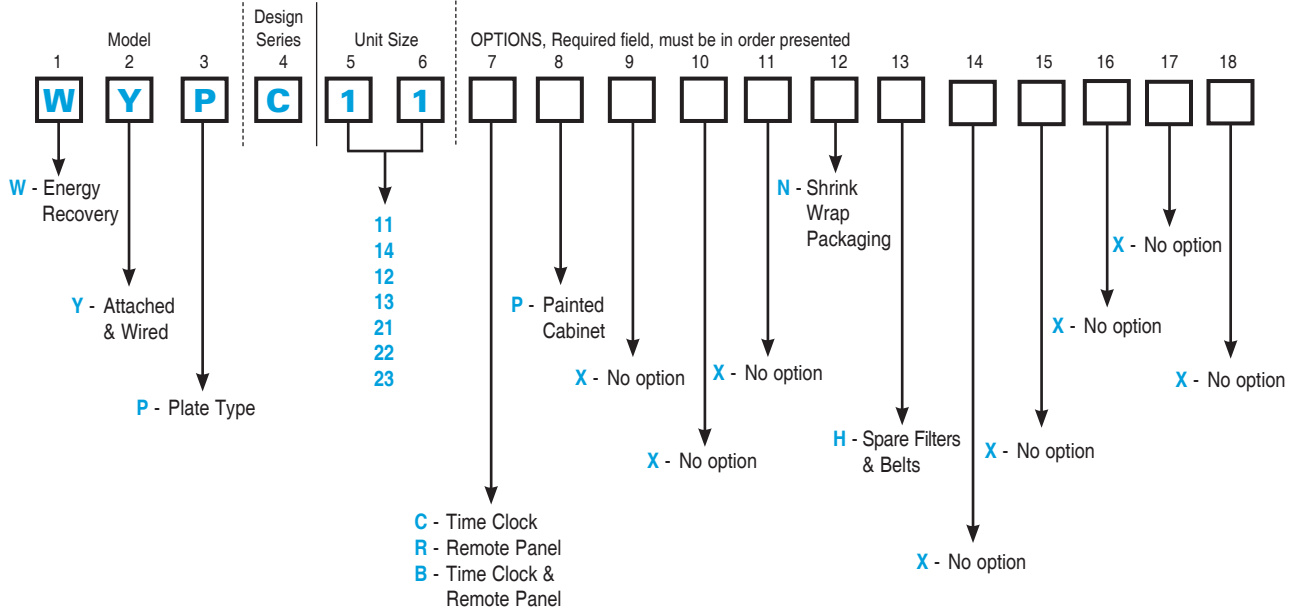 Model
Design
Series
Unit Size
OPTIONS, Required field, must be in order presented
1 2 3 4 5 6 7 8 9 10 11 12 13 14 15 16 17 18
W Y P C 1 1
W - Energy
Recovery
Y - Attached
& Wired
P - Plate Type
11
14
12
13
21
22
23
C - Time Clock
R - Remote Panel
B - Time Clock &
Remote Panel
P - Painted
Cabinet
X - No option
X - No option
X - No option
N - Shrink
Wrap
Packaging
H - Spare Filters
& Belts
X - No option
X - No option
X - No option
X - No option
X - No option